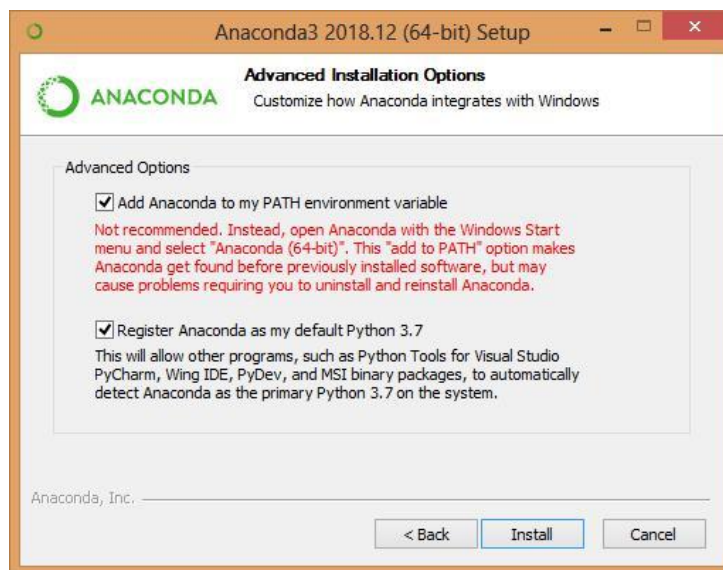 Anaconda3 2018.12 (64-bit) Setup
ANACONDA
Advanced Installation Options
Customize how Anaconda integrates with Windows
Advanced Options
Add Anaconda to my PATH environment variable
Not recommended. Instead, open Anaconda with the Windows Start
menu and select "Anaconda (64-bit)". This "add to PATH" option makes
Anaconda get found before previously installed software, but may
cause problems requiring you to uninstall and reinstall Anaconda.
Register Anaconda as my default Python 3.7
This will allow other programs, such as Python Tools for Visual Studio
PyCharm, Wing IDE, PyDev, and MSI binary packages, to automatically
detect Anaconda as the primary Python 3.7 on the system.
Anaconda, Inc.
< Back
Install
Cancel